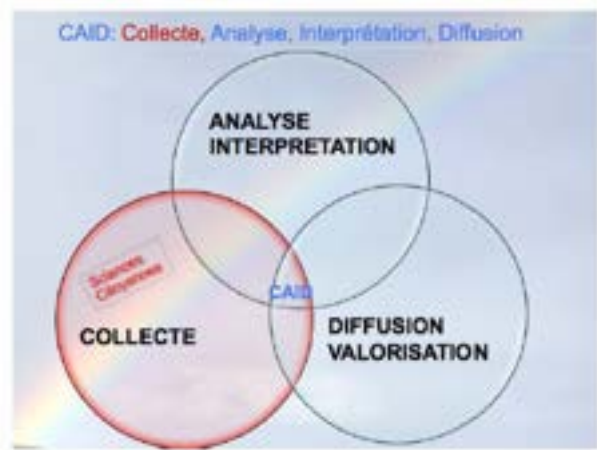 CAID: Collecte, Analyse, Interprétation, Diffusion
ANALYSE
INTERPRETATION
Sciences
Citoyennes
CAID
COLLECTE
DIFFUSION
VALORISATION